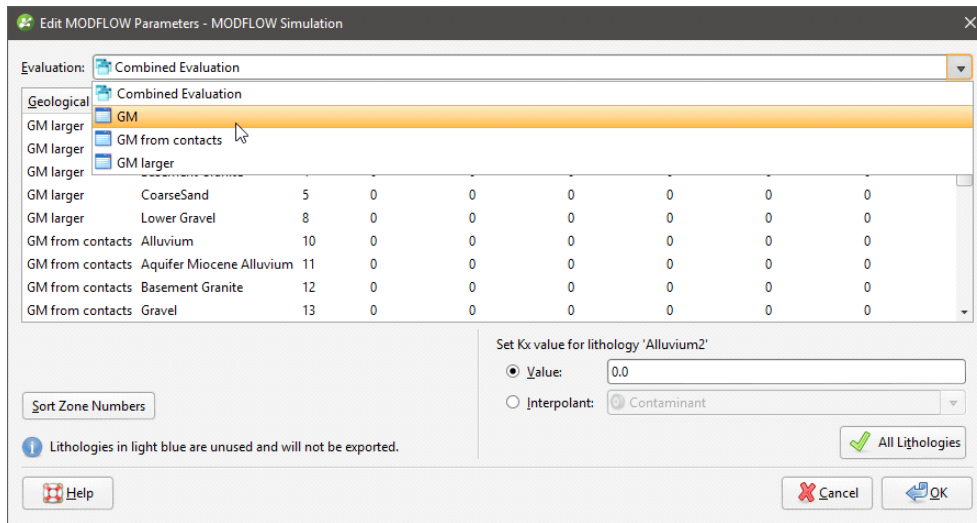 Edit MODFLOW Parameters - MODFLOW Simulation
Evaluation: Combined Evaluation
Combined Evaluation
GM
GM from contacts
GM larger
Geological
GM larger
GM larger
GM larger
GM larger CoarseSand 5 0 0 0 0 0 0
GM larger Lower Gravel 8 0 0 0 0 0 0
GM from contacts Alluvium 10 0 0 0 0 0 0
GM from contacts Aquifer Miocene Alluvium 11 0 0 0 0 0 0
GM from contacts Basement Granite 12 0 0 0 0 0 0
GM from contacts Gravel 13 0 0 0 0 0 0
Set Kx value for lithology 'Alluvium2'
Value: 0.0
Interpolant: Contaminant
Sort Zone Numbers
Lithologies in light blue are unused and will not be exported.
All Lithologies
Help
Cancel
OK